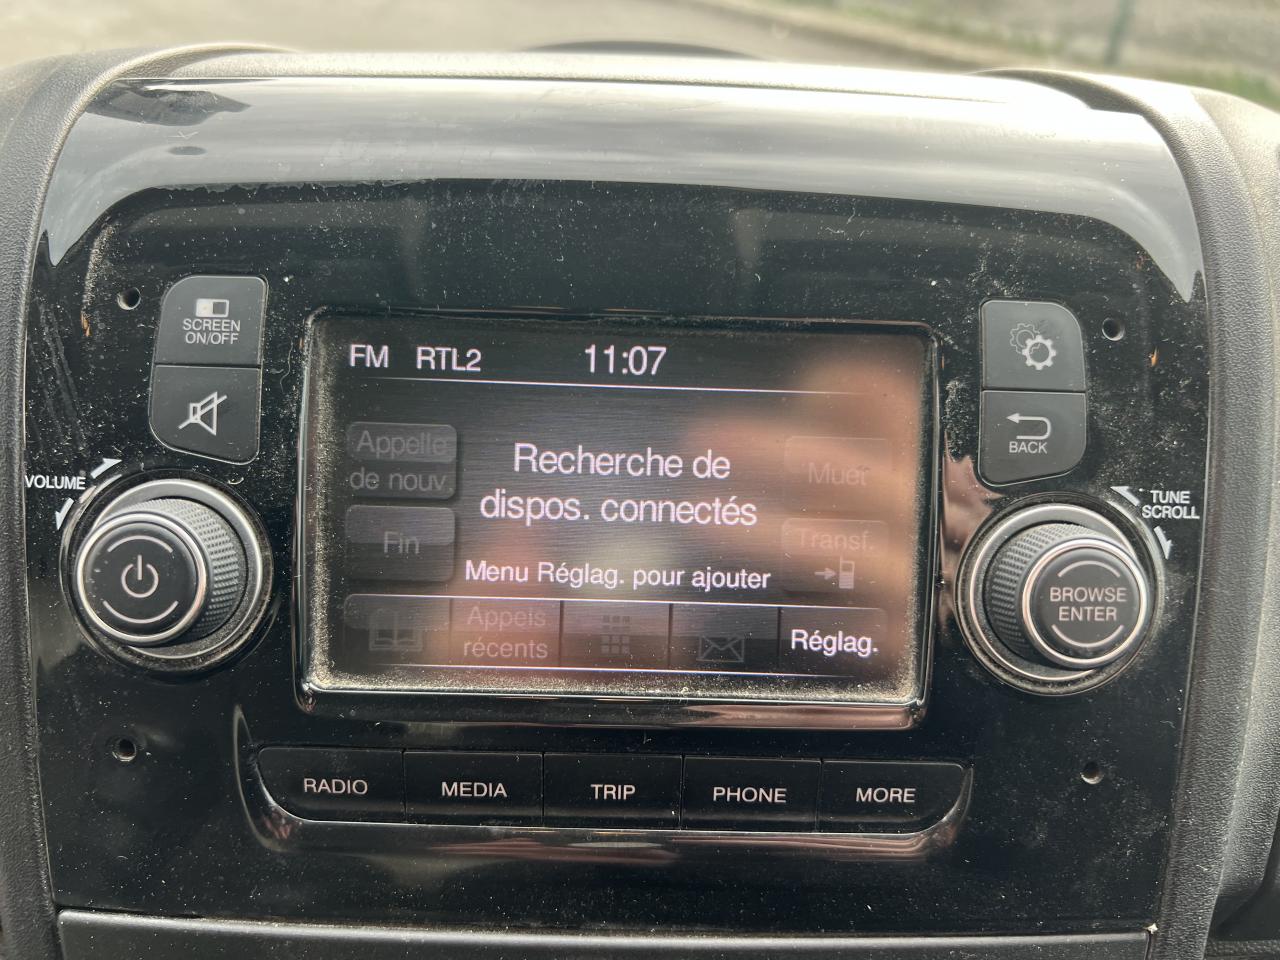 SCREEN
ON/OFF
VOLUME
FM RTL2 11:07
Appelle
de nouv.
Recherche de
dispos. connectés
Muet
Fin
Transf.
Menu Réglag. pour ajouter
Appels
récents
Réglag.
BACK
TUNE
SCROLL
BROWSE
ENTER
RADIO
MEDIA
TRIP
PHONE
MORE